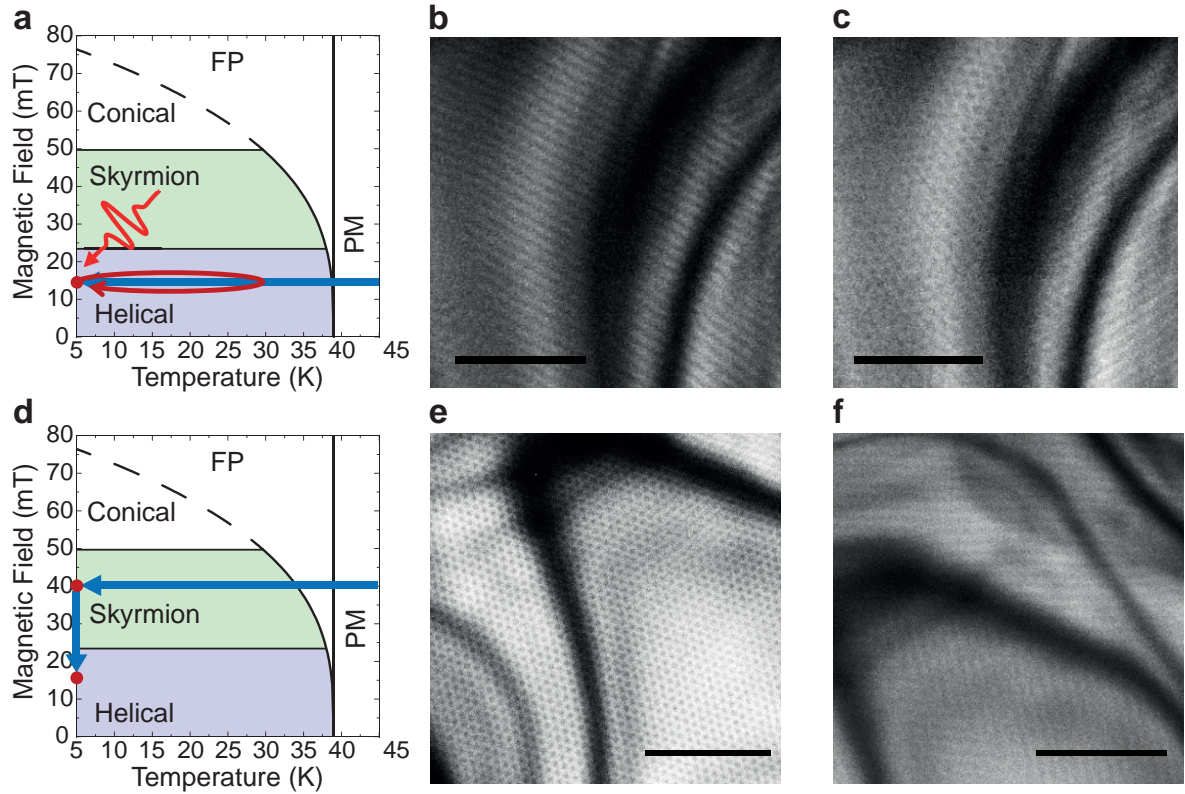 a
80
70
60
50
40
30
20
10
0
Magnetic Field (mT)
FP
Conical
Skyrmion
Helical
PM
5 10 15 20 25 30 35 40 45
Temperature (K)
b
c
d
80
70
60
50
40
30
20
10
0
Magnetic Field (mT)
FP
Conical
Skyrmion
Helical
PM
5 10 15 20 25 30 35 40 45
Temperature (K)
e
f